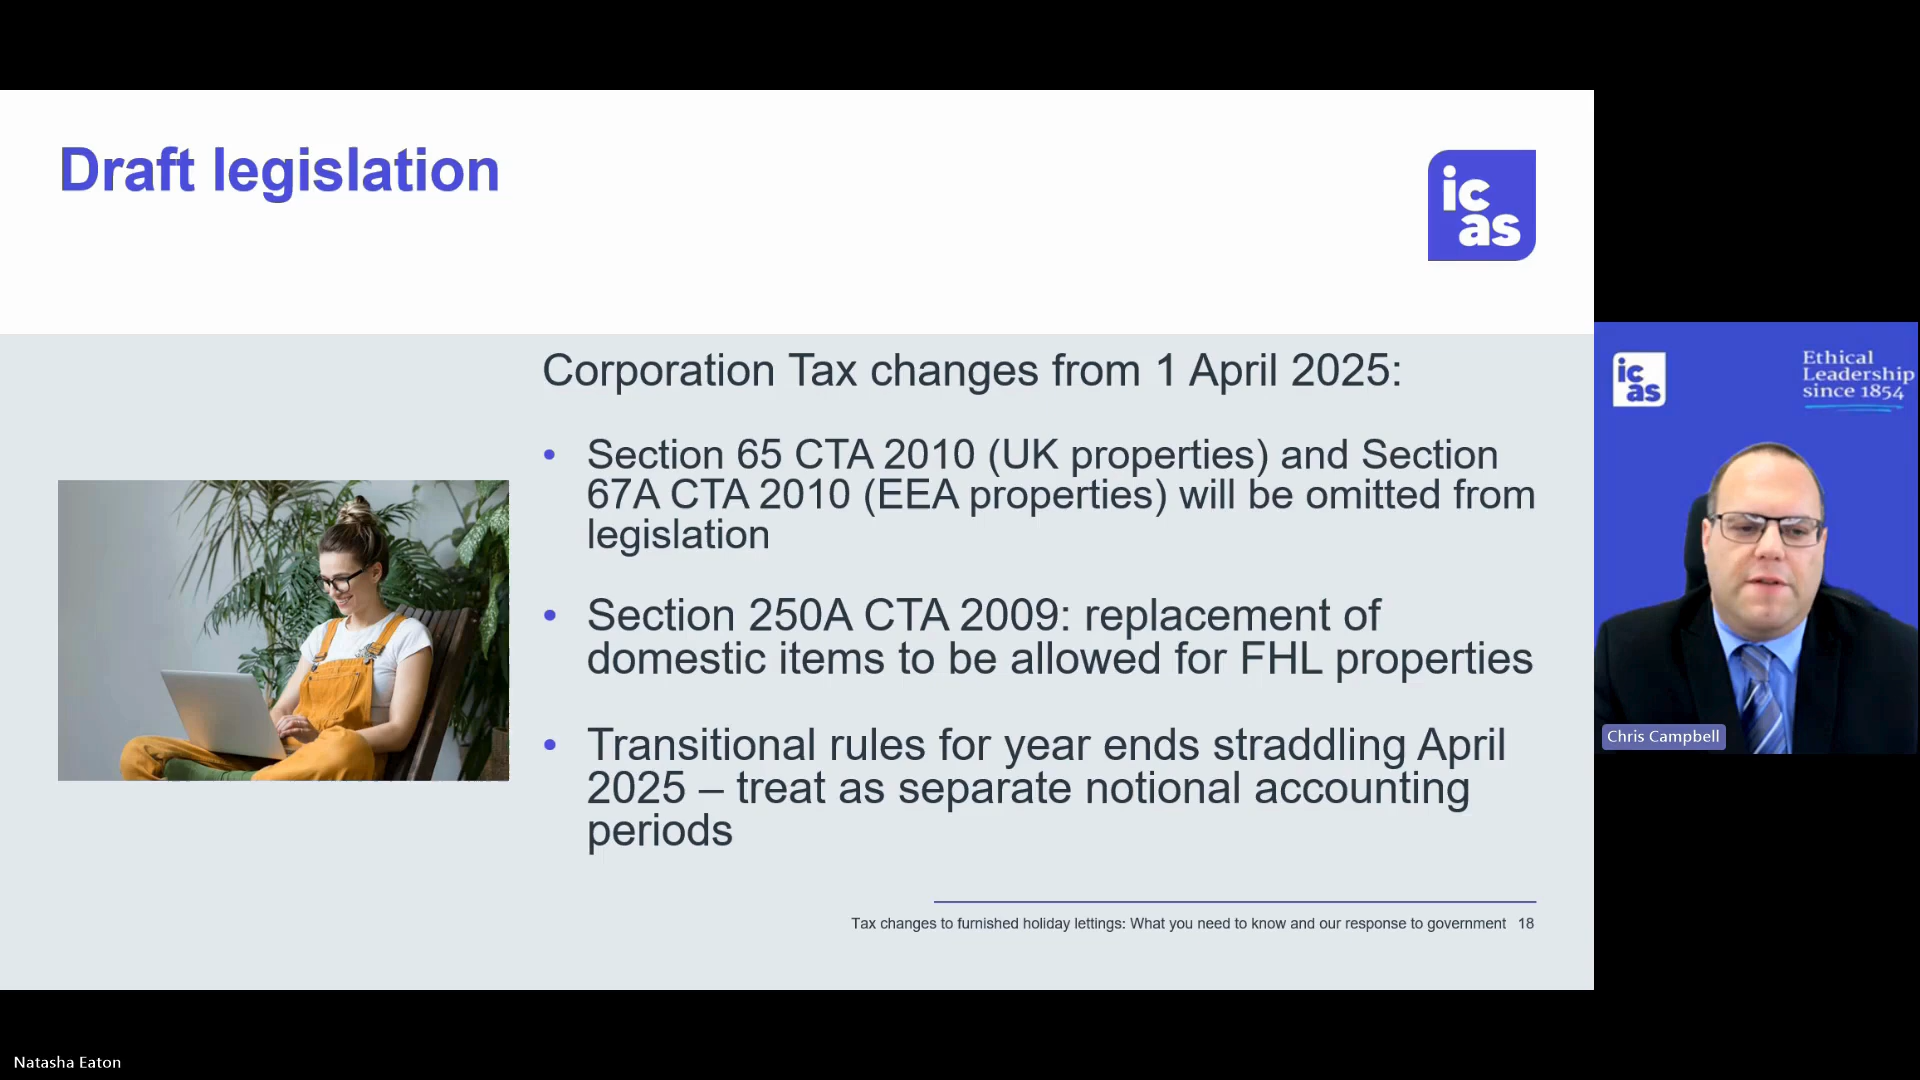 Draft legislation
ic
as
Corporation Tax changes from 1 April 2025:
• Section 65 CTA 2010 (UK properties) and Section
67A CTA 2010 (EEA properties) will be omitted from
legislation
• Section 250A CTA 2009: replacement of
domestic items to be allowed for FHL properties
• Transitional rules for year ends straddling April
2025 – treat as separate notional accounting
periods
Tax changes to furnished holiday lettings: What you need to know and our response to government 18
ic
as
Ethical
Leadership
since 1854
Chris Campbell
Natasha Eaton